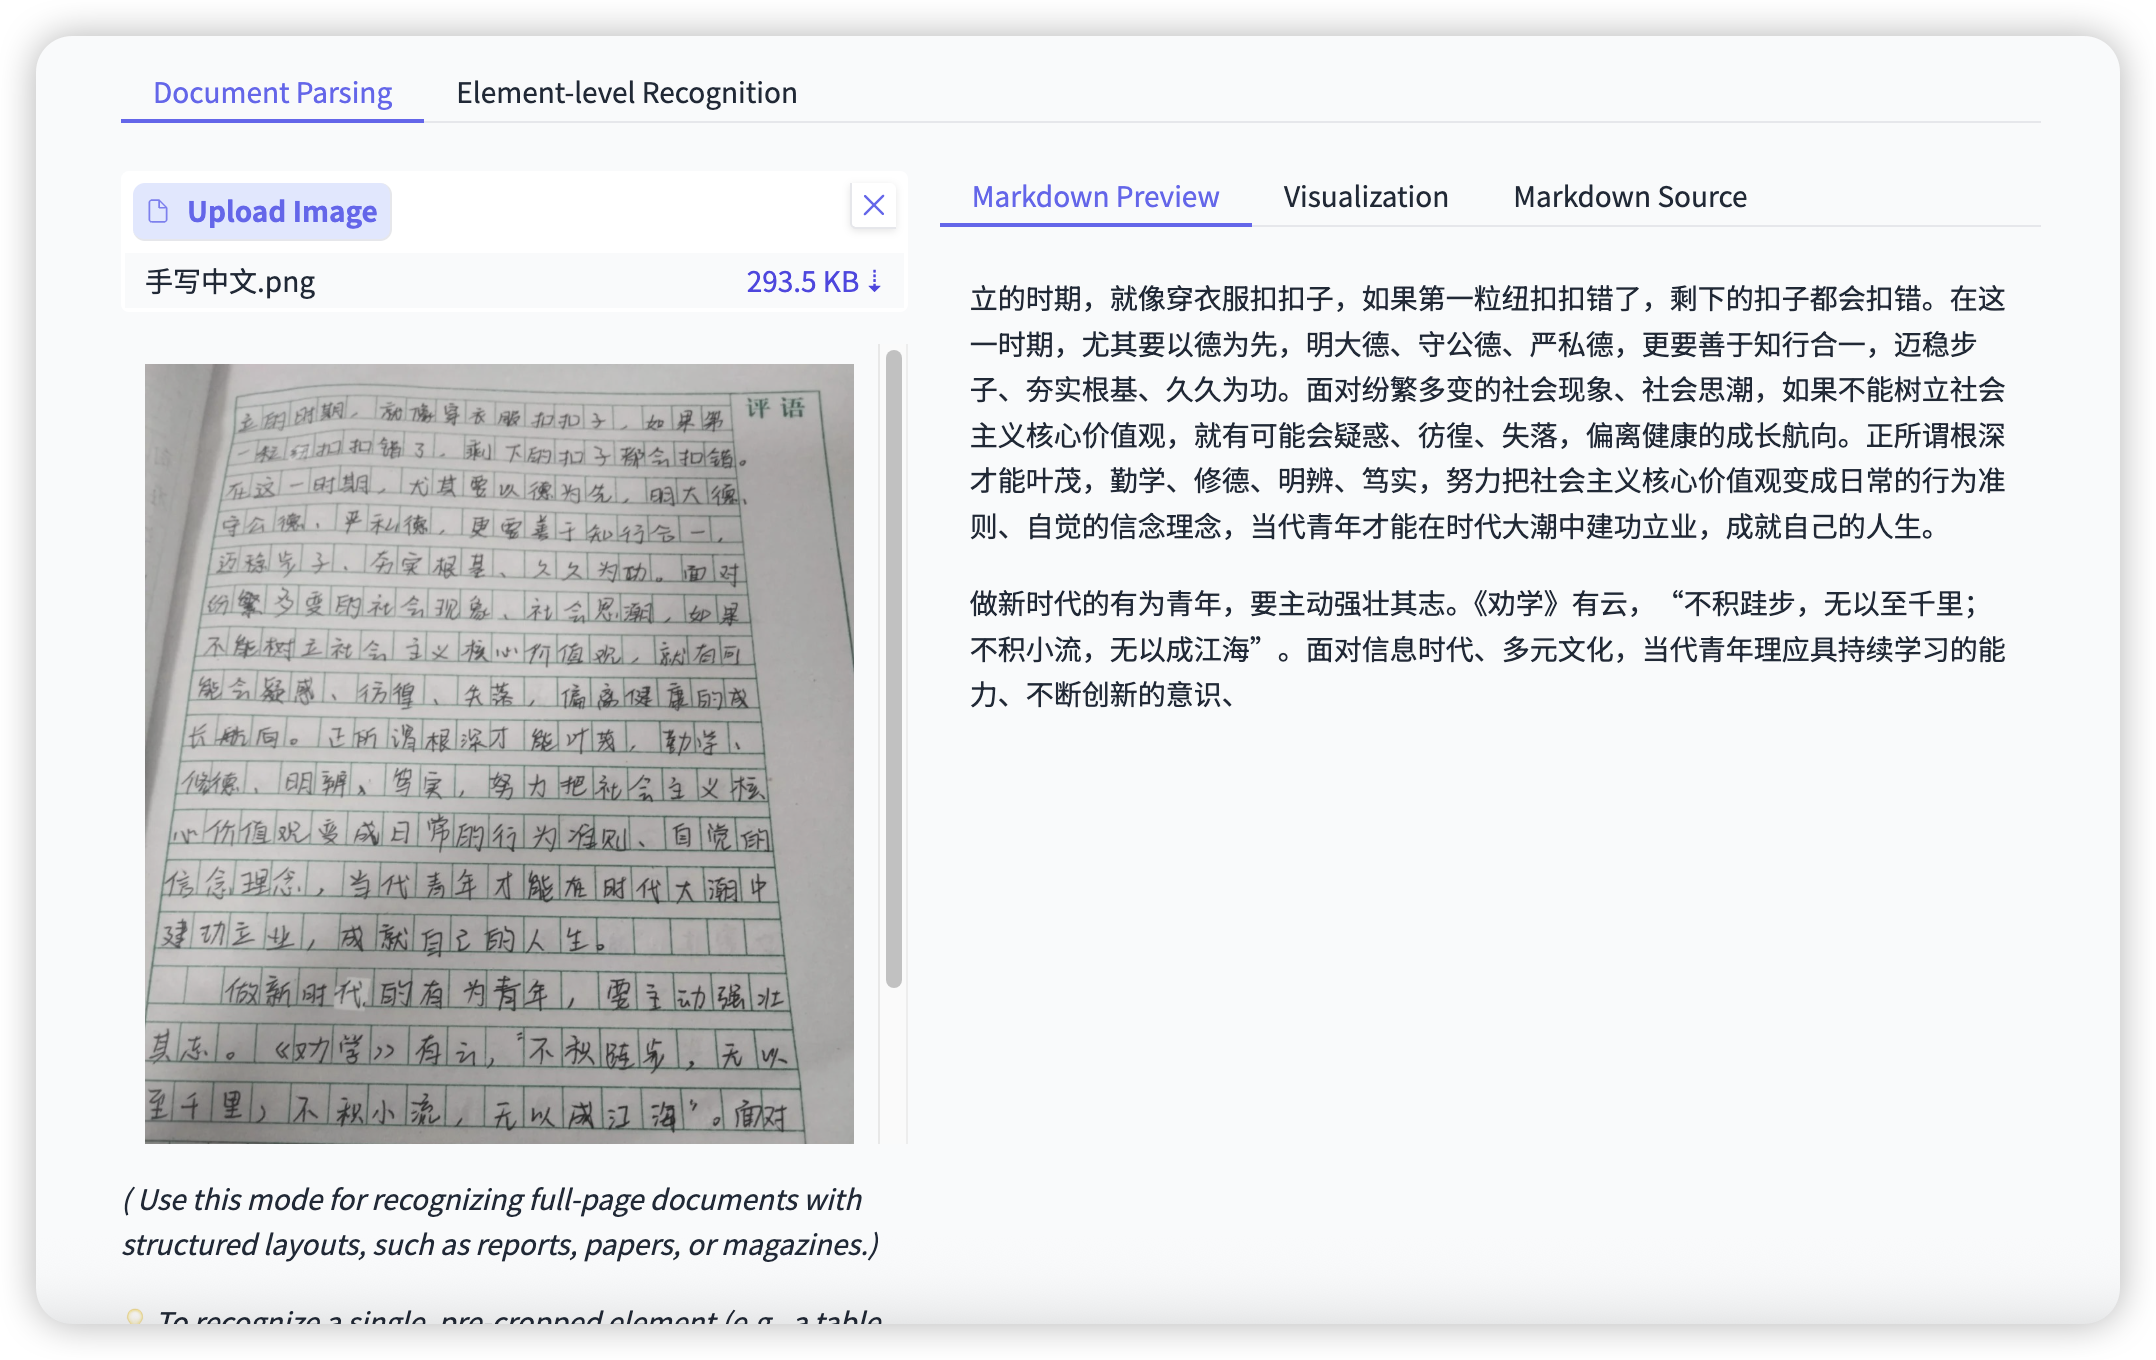 Document Parsing
Element-level Recognition
Upload Image
手写中文.png
293.5 KB
评语
立的时期，就像穿衣服扣扣子，如果第
一粒纽扣扣错了，剩下的扣子都会扣错。
在这一时期，尤其要以德为先，明大德、
守公德、严私德，更要善于知行合一，
迈稳步子、夯实根基、久久为功。面对
纷繁多变的社会现象、社会思潮，如果
不能树立社会主义核心价值观，就有可
能会疑惑、彷徨、失落，偏离健康的成
长航向。正所谓根深才能叶茂，勤学、
修德、明辨、笃实，努力把社会主义核
心价值观变成日常的行为准则、自觉的
信念理念，当代青年才能在时代大潮中
建功立业，成就自己的人生。
做新时代的有为青年，要主动强壮
其志。《劝学》有云，“不积跬步，无以
至千里；不积小流，无以成江海”。面对
( Use this mode for recognizing full-page documents with
structured layouts, such as reports, papers, or magazines.)
To recognize a single, pre-cropped element (e.g., a table
Markdown Preview
Visualization
Markdown Source
立的时期，就像穿衣服扣扣子，如果第一粒纽扣扣错了，剩下的扣子都会扣错。在这
一时期，尤其要以德为先，明大德、守公德、严私德，更要善于知行合一，迈稳步
子、夯实根基、久久为功。面对纷繁多变的社会现象、社会思潮，如果不能树立社会
主义核心价值观，就有可能会疑惑、彷徨、失落，偏离健康的成长航向。正所谓根深
才能叶茂，勤学、修德、明辨、笃实，努力把社会主义核心价值观变成日常的行为准
则、自觉的信念理念，当代青年才能在时代大潮中建功立业，成就自己的人生。
做新时代的有为青年，要主动强壮其志。《劝学》有云，“不积跬步，无以至千里；
不积小流，无以成江海”。面对信息时代、多元文化，当代青年理应具持续学习的能
力、不断创新的意识、